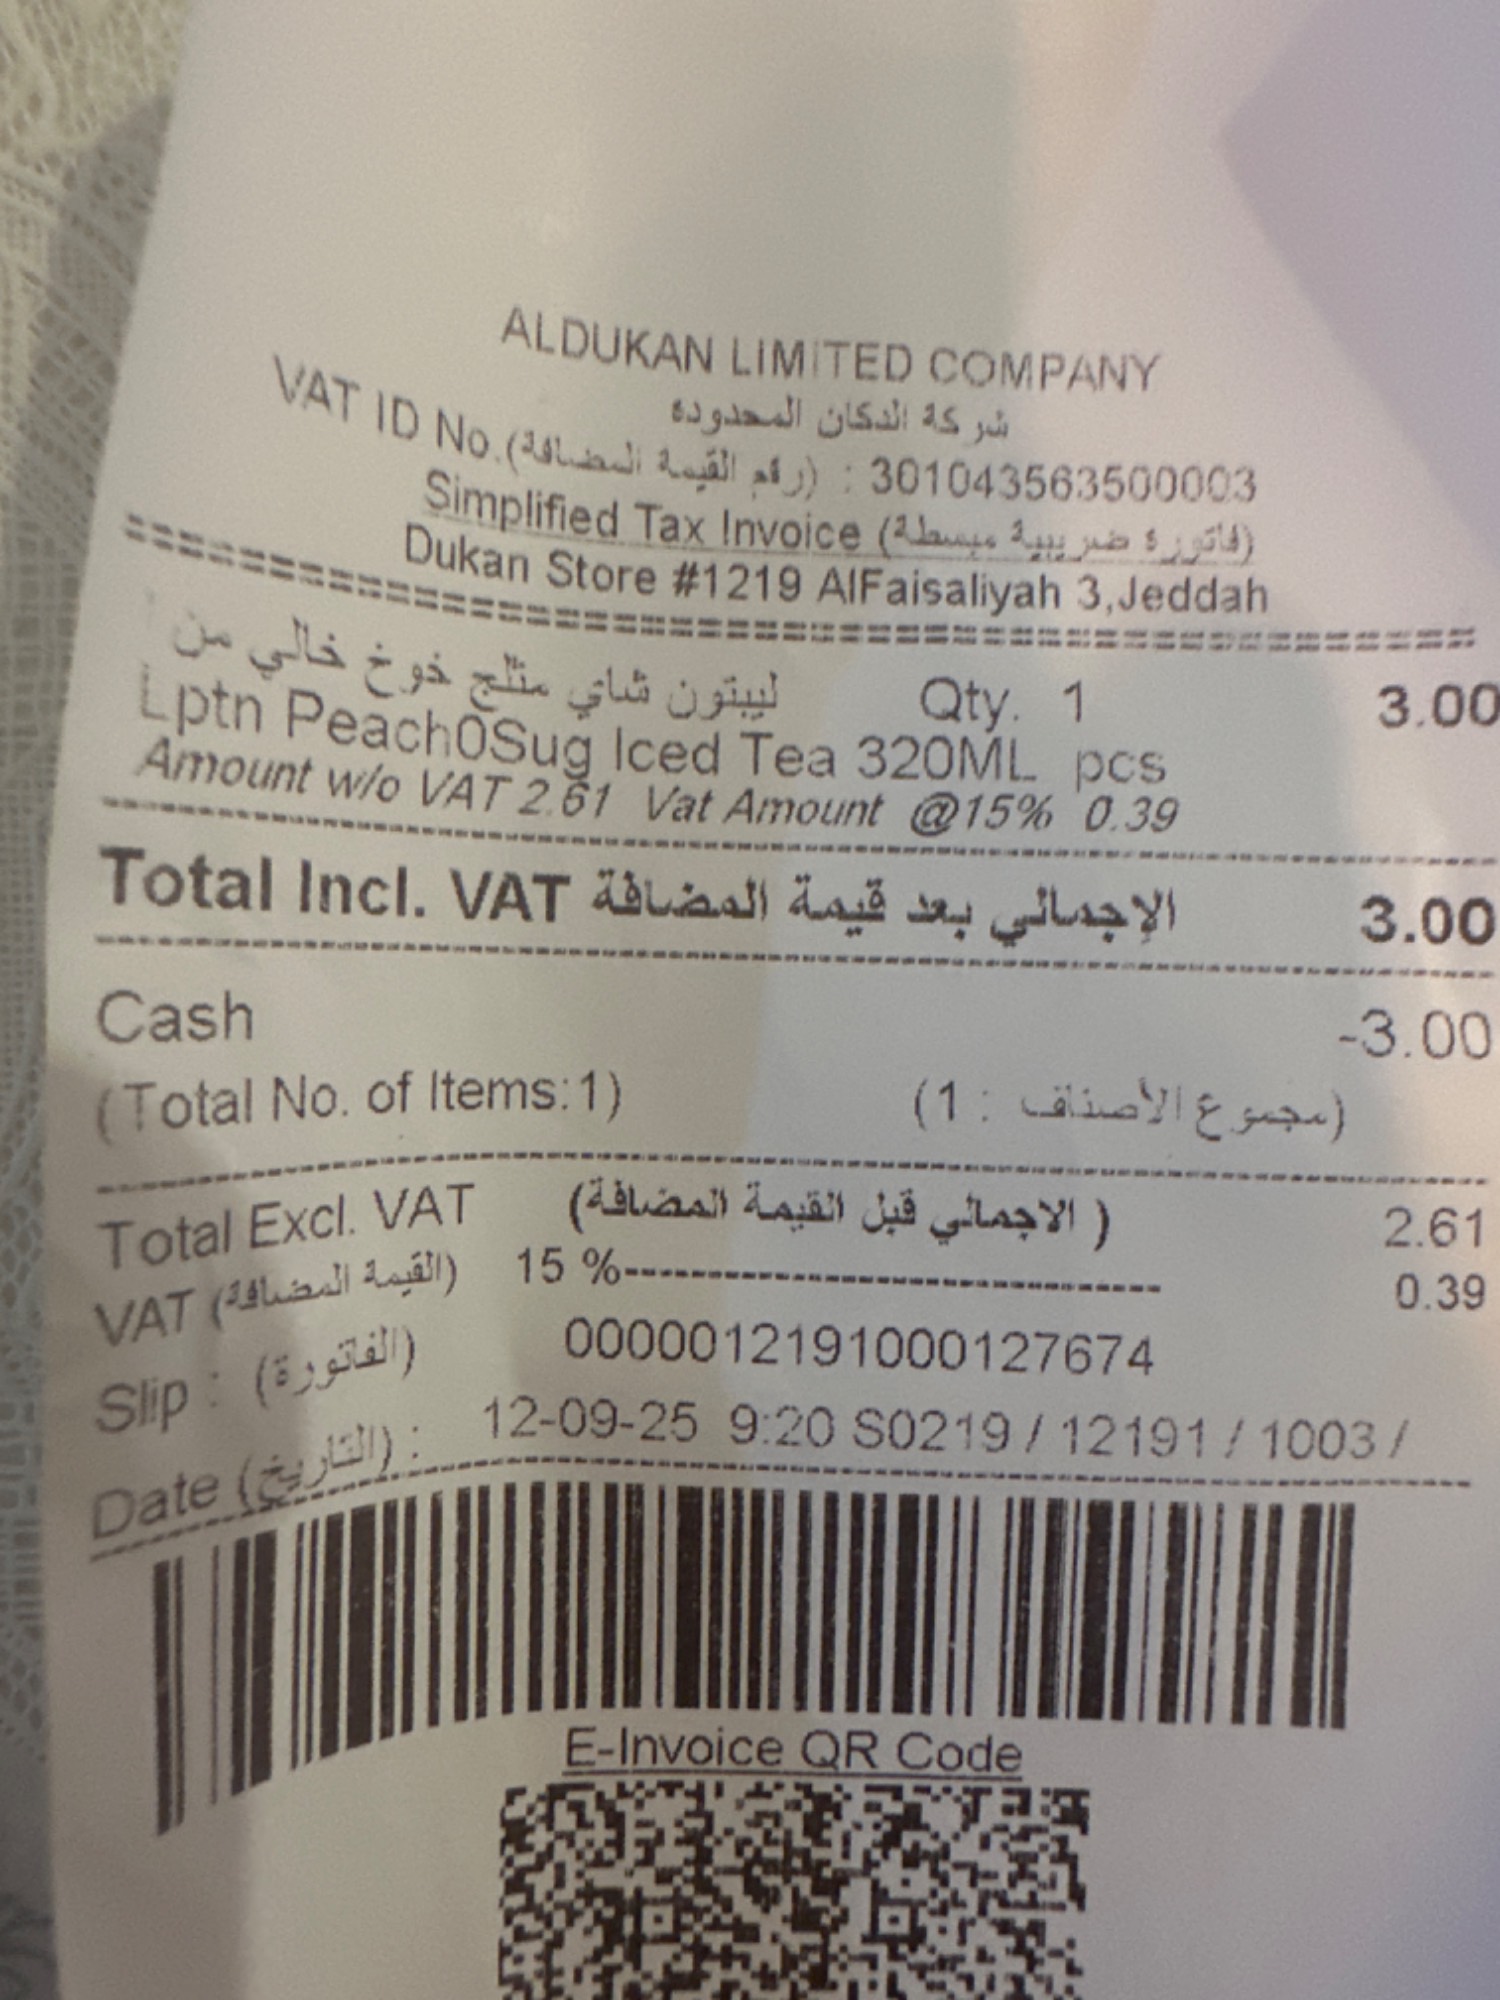 ALDUKAN LIMITED COMPANY
شركة الدكان المحدودة
VAT ID No.(رقم القيمة المضافة) : 301043563500003
Simplified Tax Invoice (فاتورة ضريبية مبسطة)
Dukan Store #1219 AlFaisaliyah 3,Jeddah
ليبتون شاي مثلج خوخ خالي من Qty. 1 3.00
Lptn Peach0Sug Iced Tea 320ML pcs
Amount w/o VAT 2.61 Vat Amount @15% 0.39
Total Incl. VAT الإجمالي بعد قيمة المضافة 3.00
Cash -3.00
(Total No. of Items:1) (مجموع الأصناف : 1)
Total Excl. VAT (الاجمالي قبل القيمة المضافة ) 2.61
VAT (القيمة المضافة) 15 %-------------------------------- 0.39
Slip : (الفاتورة) 0000012191000127674
Date (التاريخ) : 12-09-25 9:20 S0219 / 12191 / 1003 /
E-Invoice QR Code